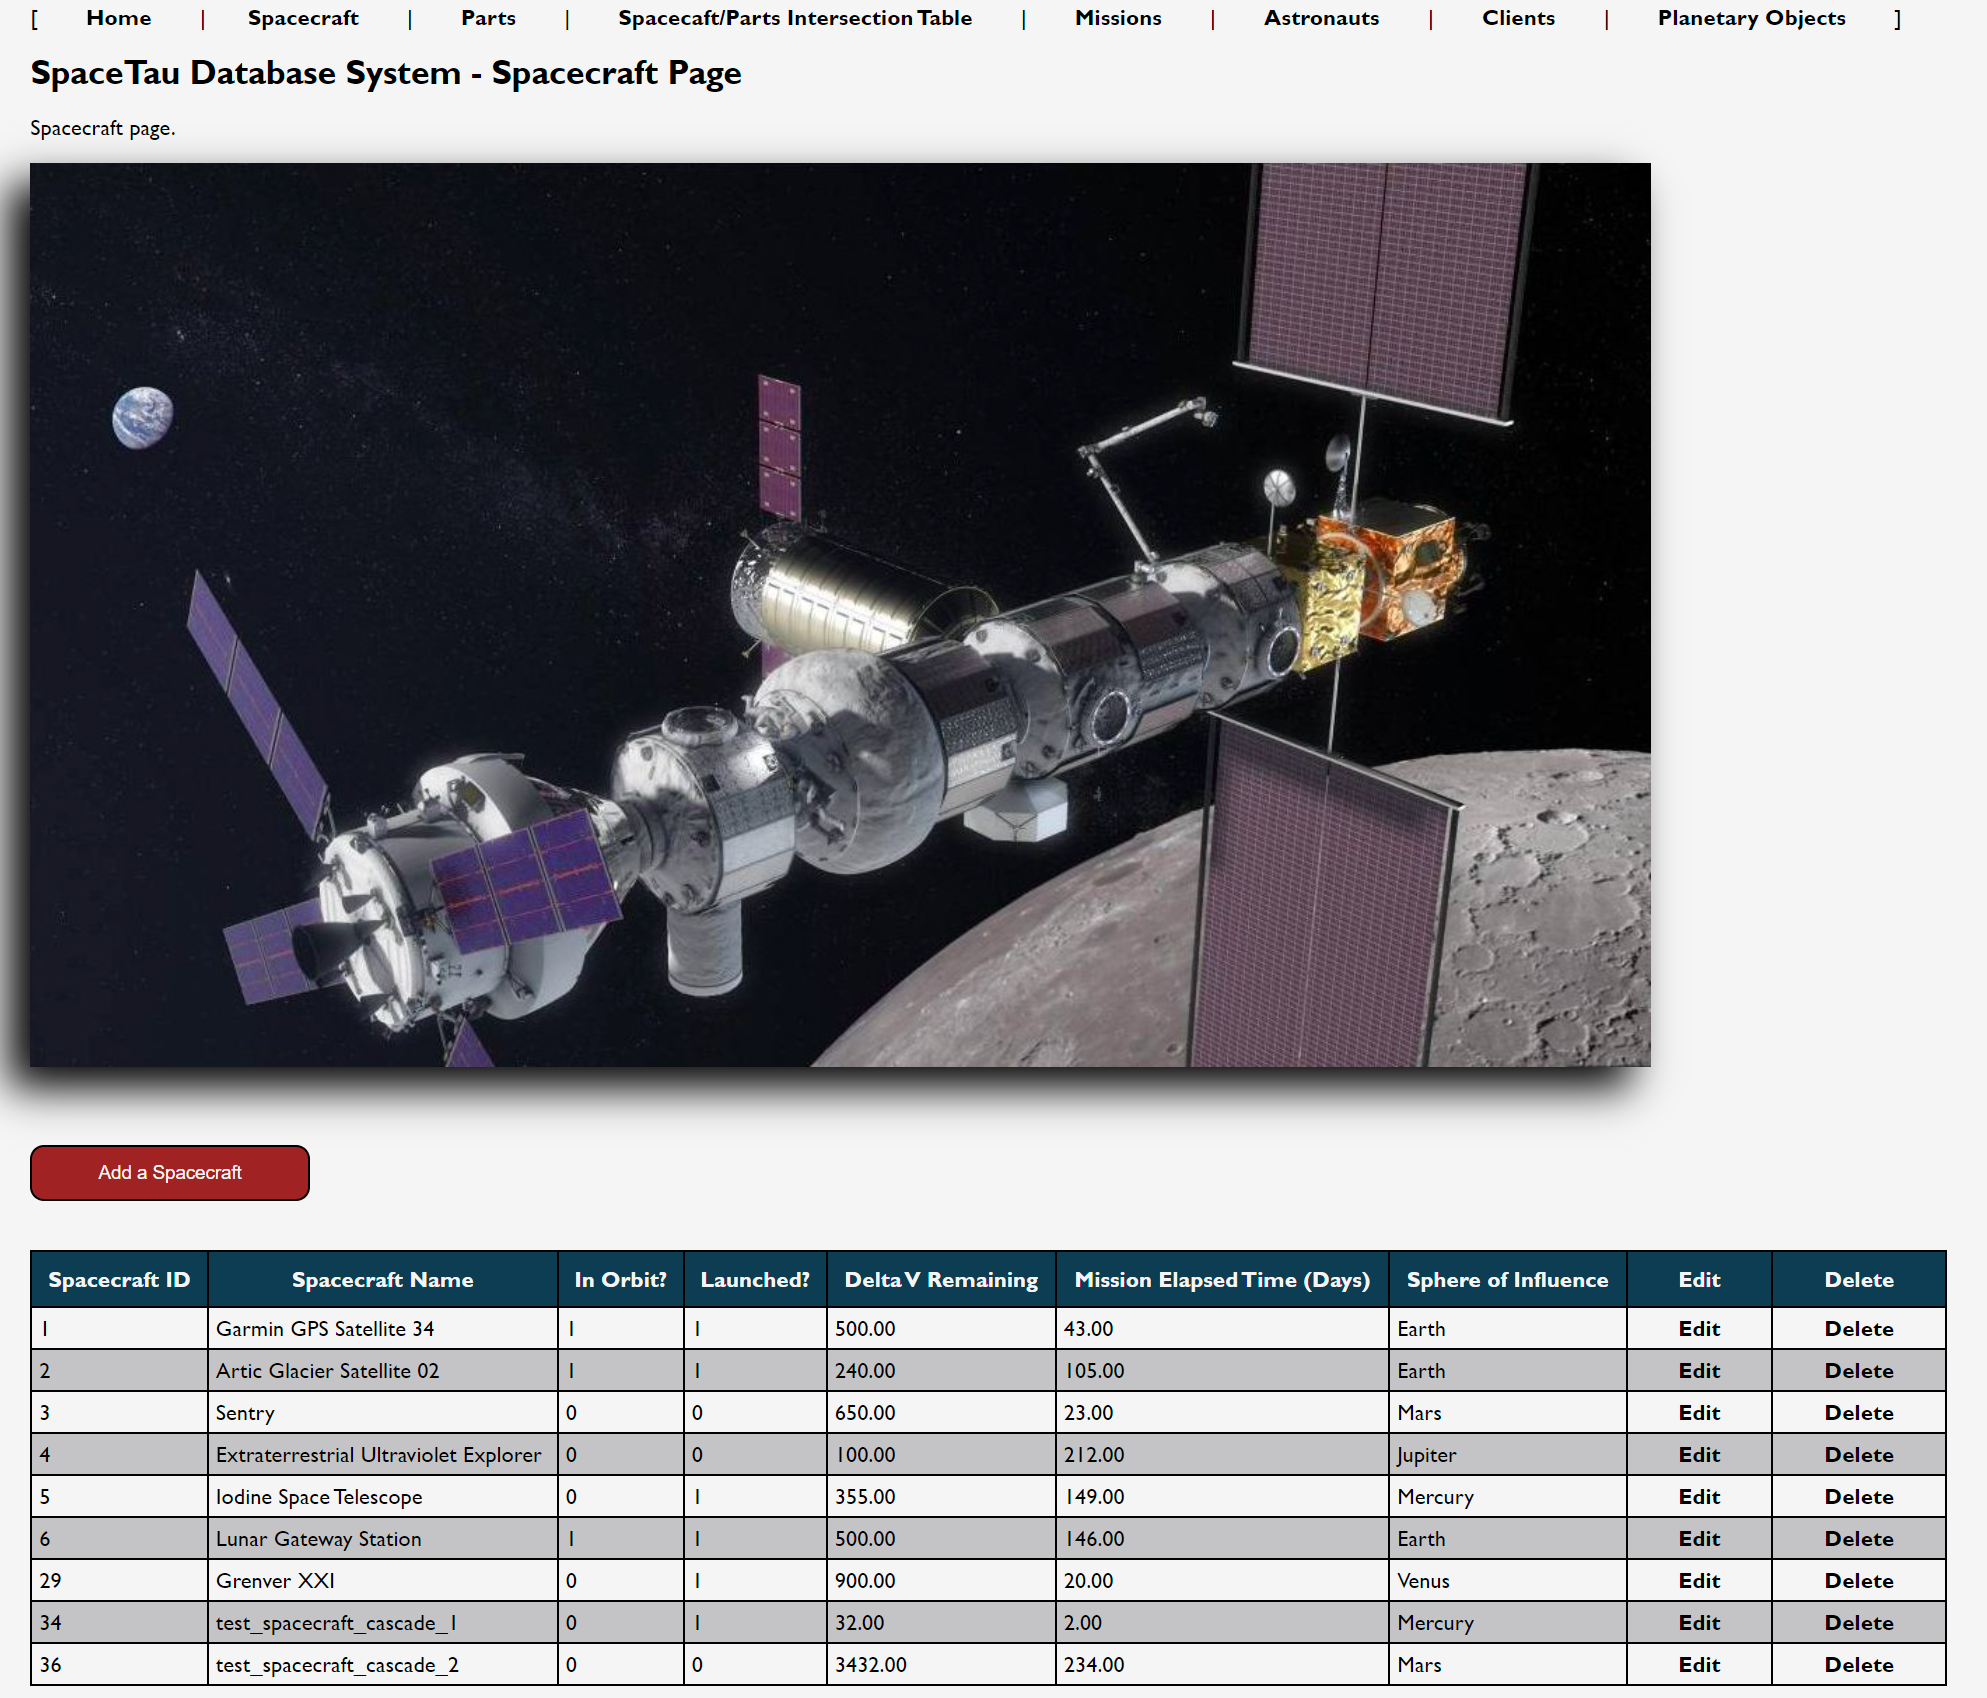 [ Home | Spacecraft | Parts | Spacecaft/Parts Intersection Table | Missions | Astronauts | Clients | Planetary Objects ]
SpaceTau Database System - Spacecraft Page
Spacecraft page.
Add a Spacecraft
Spacecraft ID Spacecraft Name In Orbit? Launched? Delta V Remaining Mission Elapsed Time (Days) Sphere of Influence Edit Delete
1 Garmin GPS Satellite 34 1 1 500.00 43.00 Earth Edit Delete
2 Artic Glacier Satellite 02 1 1 240.00 105.00 Earth Edit Delete
3 Sentry 0 0 650.00 23.00 Mars Edit Delete
4 Extraterrestrial Ultraviolet Explorer 0 0 100.00 212.00 Jupiter Edit Delete
5 Iodine Space Telescope 0 1 355.00 149.00 Mercury Edit Delete
6 Lunar Gateway Station 1 1 500.00 146.00 Earth Edit Delete
29 Grenver XXI 0 1 900.00 20.00 Venus Edit Delete
34 test_spacecraft_cascade_1 0 1 32.00 2.00 Mercury Edit Delete
36 test_spacecraft_cascade_2 0 0 3432.00 234.00 Mars Edit Delete